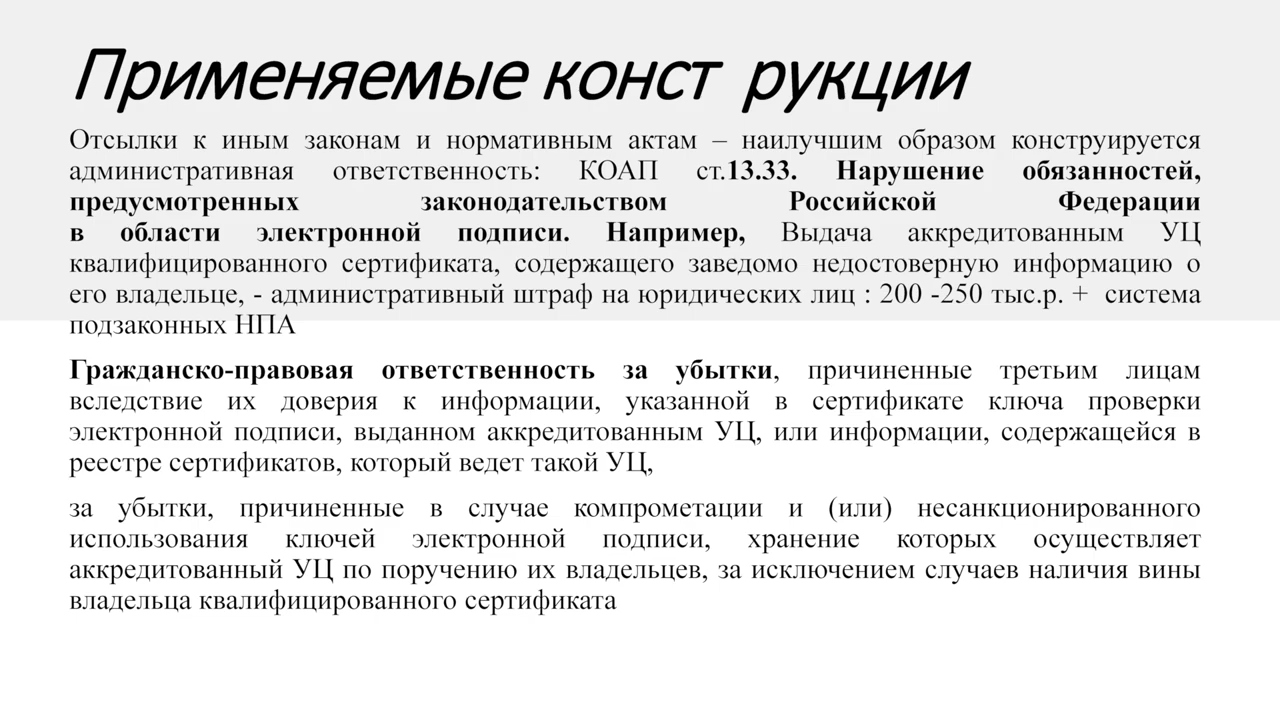 Применяемые конст рукции
Отсылки к иным законам и нормативным актам – наилучшим образом конструируется
административная ответственность: КОАП ст.13.33. Нарушение обязанностей,
предусмотренных законодательством Российской Федерации
в области электронной подписи. Например, Выдача аккредитованным УЦ
квалифицированного сертификата, содержащего заведомо недостоверную информацию о
его владельце, - административный штраф на юридических лиц : 200 -250 тыс.р. + система
подзаконных НПА
Гражданско-правовая ответственность за убытки, причиненные третьим лицам
вследствие их доверия к информации, указанной в сертификате ключа проверки
электронной подписи, выданном аккредитованным УЦ, или информации, содержащейся в
реестре сертификатов, который ведет такой УЦ,
за убытки, причиненные в случае компрометации и (или) несанкционированного
использования ключей электронной подписи, хранение которых осуществляет
аккредитованный УЦ по поручению их владельцев, за исключением случаев наличия вины
владельца квалифицированного сертификата